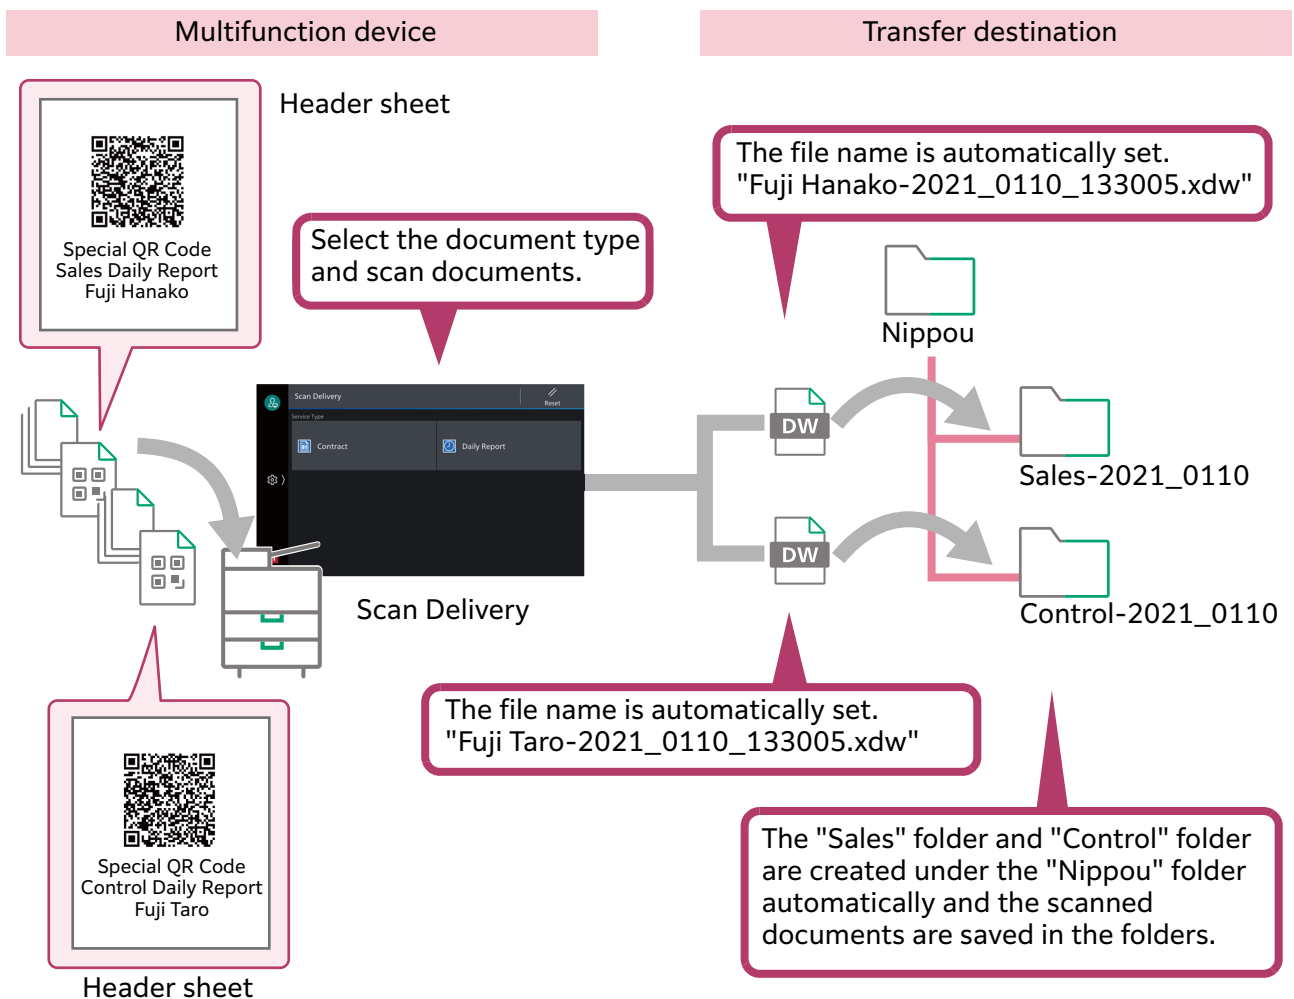 Multifunction device
Transfer destination
Header sheet
Special QR Code
Sales Daily Report
Fuji Hanako
Select the document type
and scan documents.
The file name is automatically set.
"Fuji Hanako-2021_0110_133005.xdw"
Nippou
Scan Delivery
Reset
Service Type
Contract
Daily Report
DW
Sales-2021_0110
DW
Control-2021_0110
Scan Delivery
The file name is automatically set.
"Fuji Taro-2021_0110_133005.xdw"
Special QR Code
Control Daily Report
Fuji Taro
Header sheet
The "Sales" folder and "Control" folder
are created under the "Nippou" folder
automatically and the scanned
documents are saved in the folders.